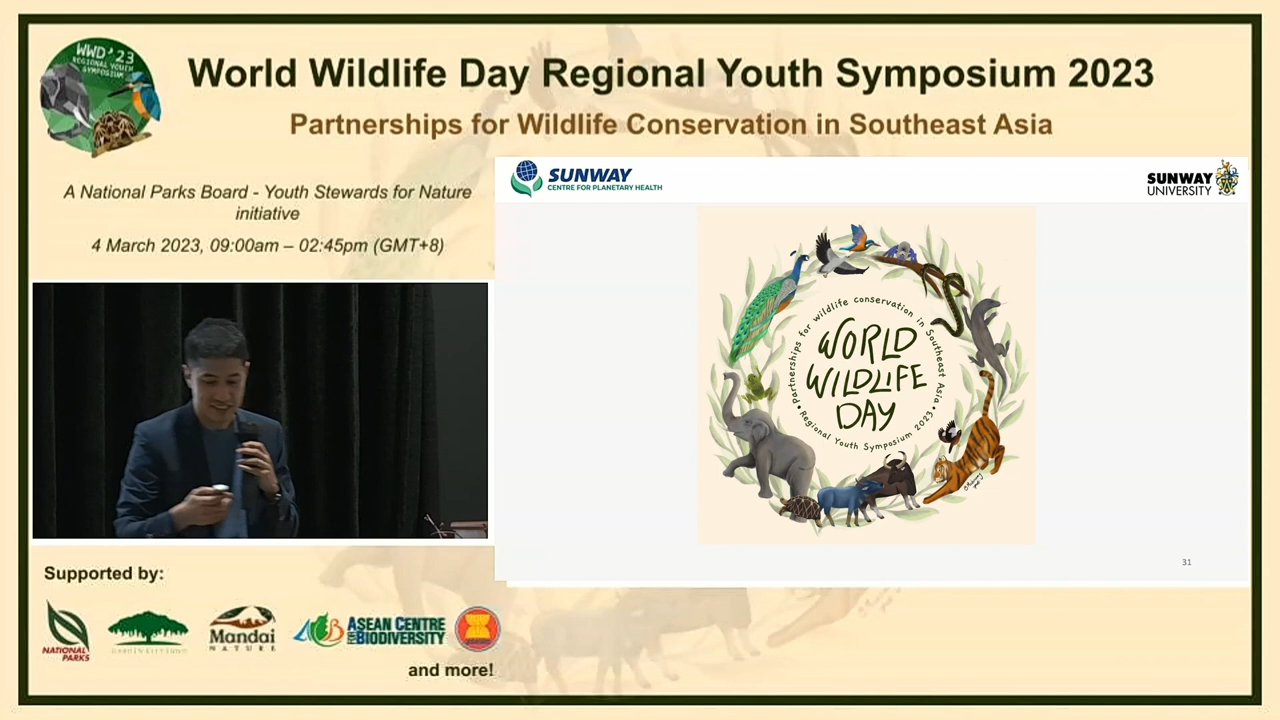 WWD'23
REGIONAL YOUTH
SYMPOSIUM
World Wildlife Day Regional Youth Symposium 2023
Partnerships for Wildlife Conservation in Southeast Asia
A National Parks Board - Youth Stewards for Nature
initiative
4 March 2023, 09:00am – 02:45pm (GMT+8)
SUNWAY
CENTRE FOR PLANETARY HEALTH
SUNWAY
UNIVERSITY
Partnerships for wildlife conservation in Southeast Asia
WORLD
WILDLIFE
DAY
Regional Youth Symposium 2023
31
Supported by:
NATIONAL
PARKS
GARDEN CITY FUND
Mandai
NATURE
ASEAN CENTRE
FOR BIODIVERSITY
and more!